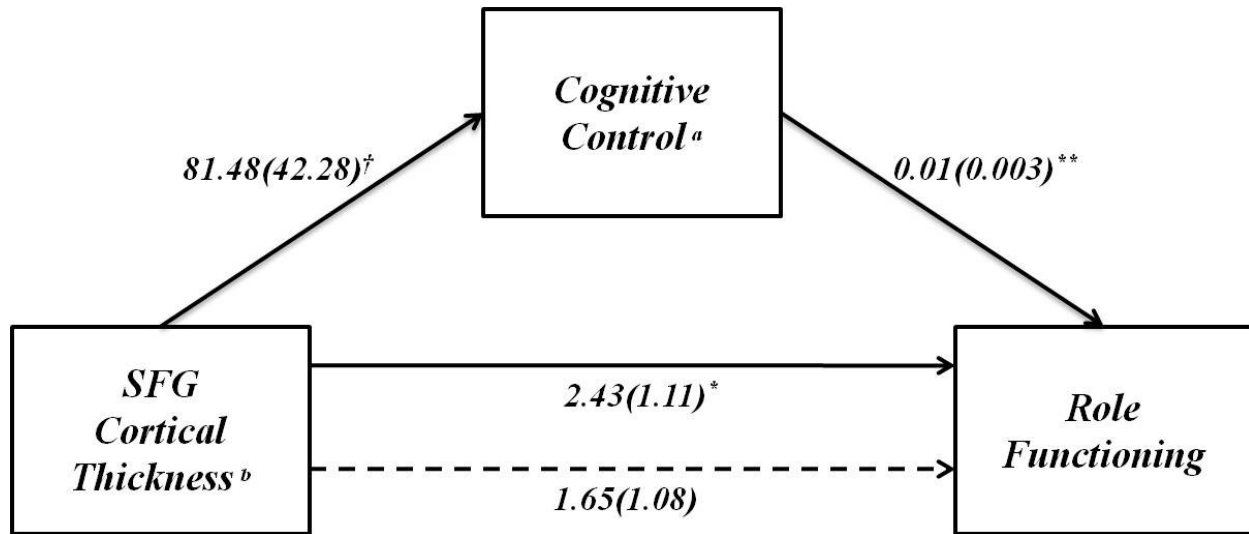 Cognitive
Control ᵃ
81.48(42.28)†
0.01(0.003)**
SFG
Cortical
Thickness ᵇ
2.43(1.11)*
1.65(1.08)
Role
Functioning